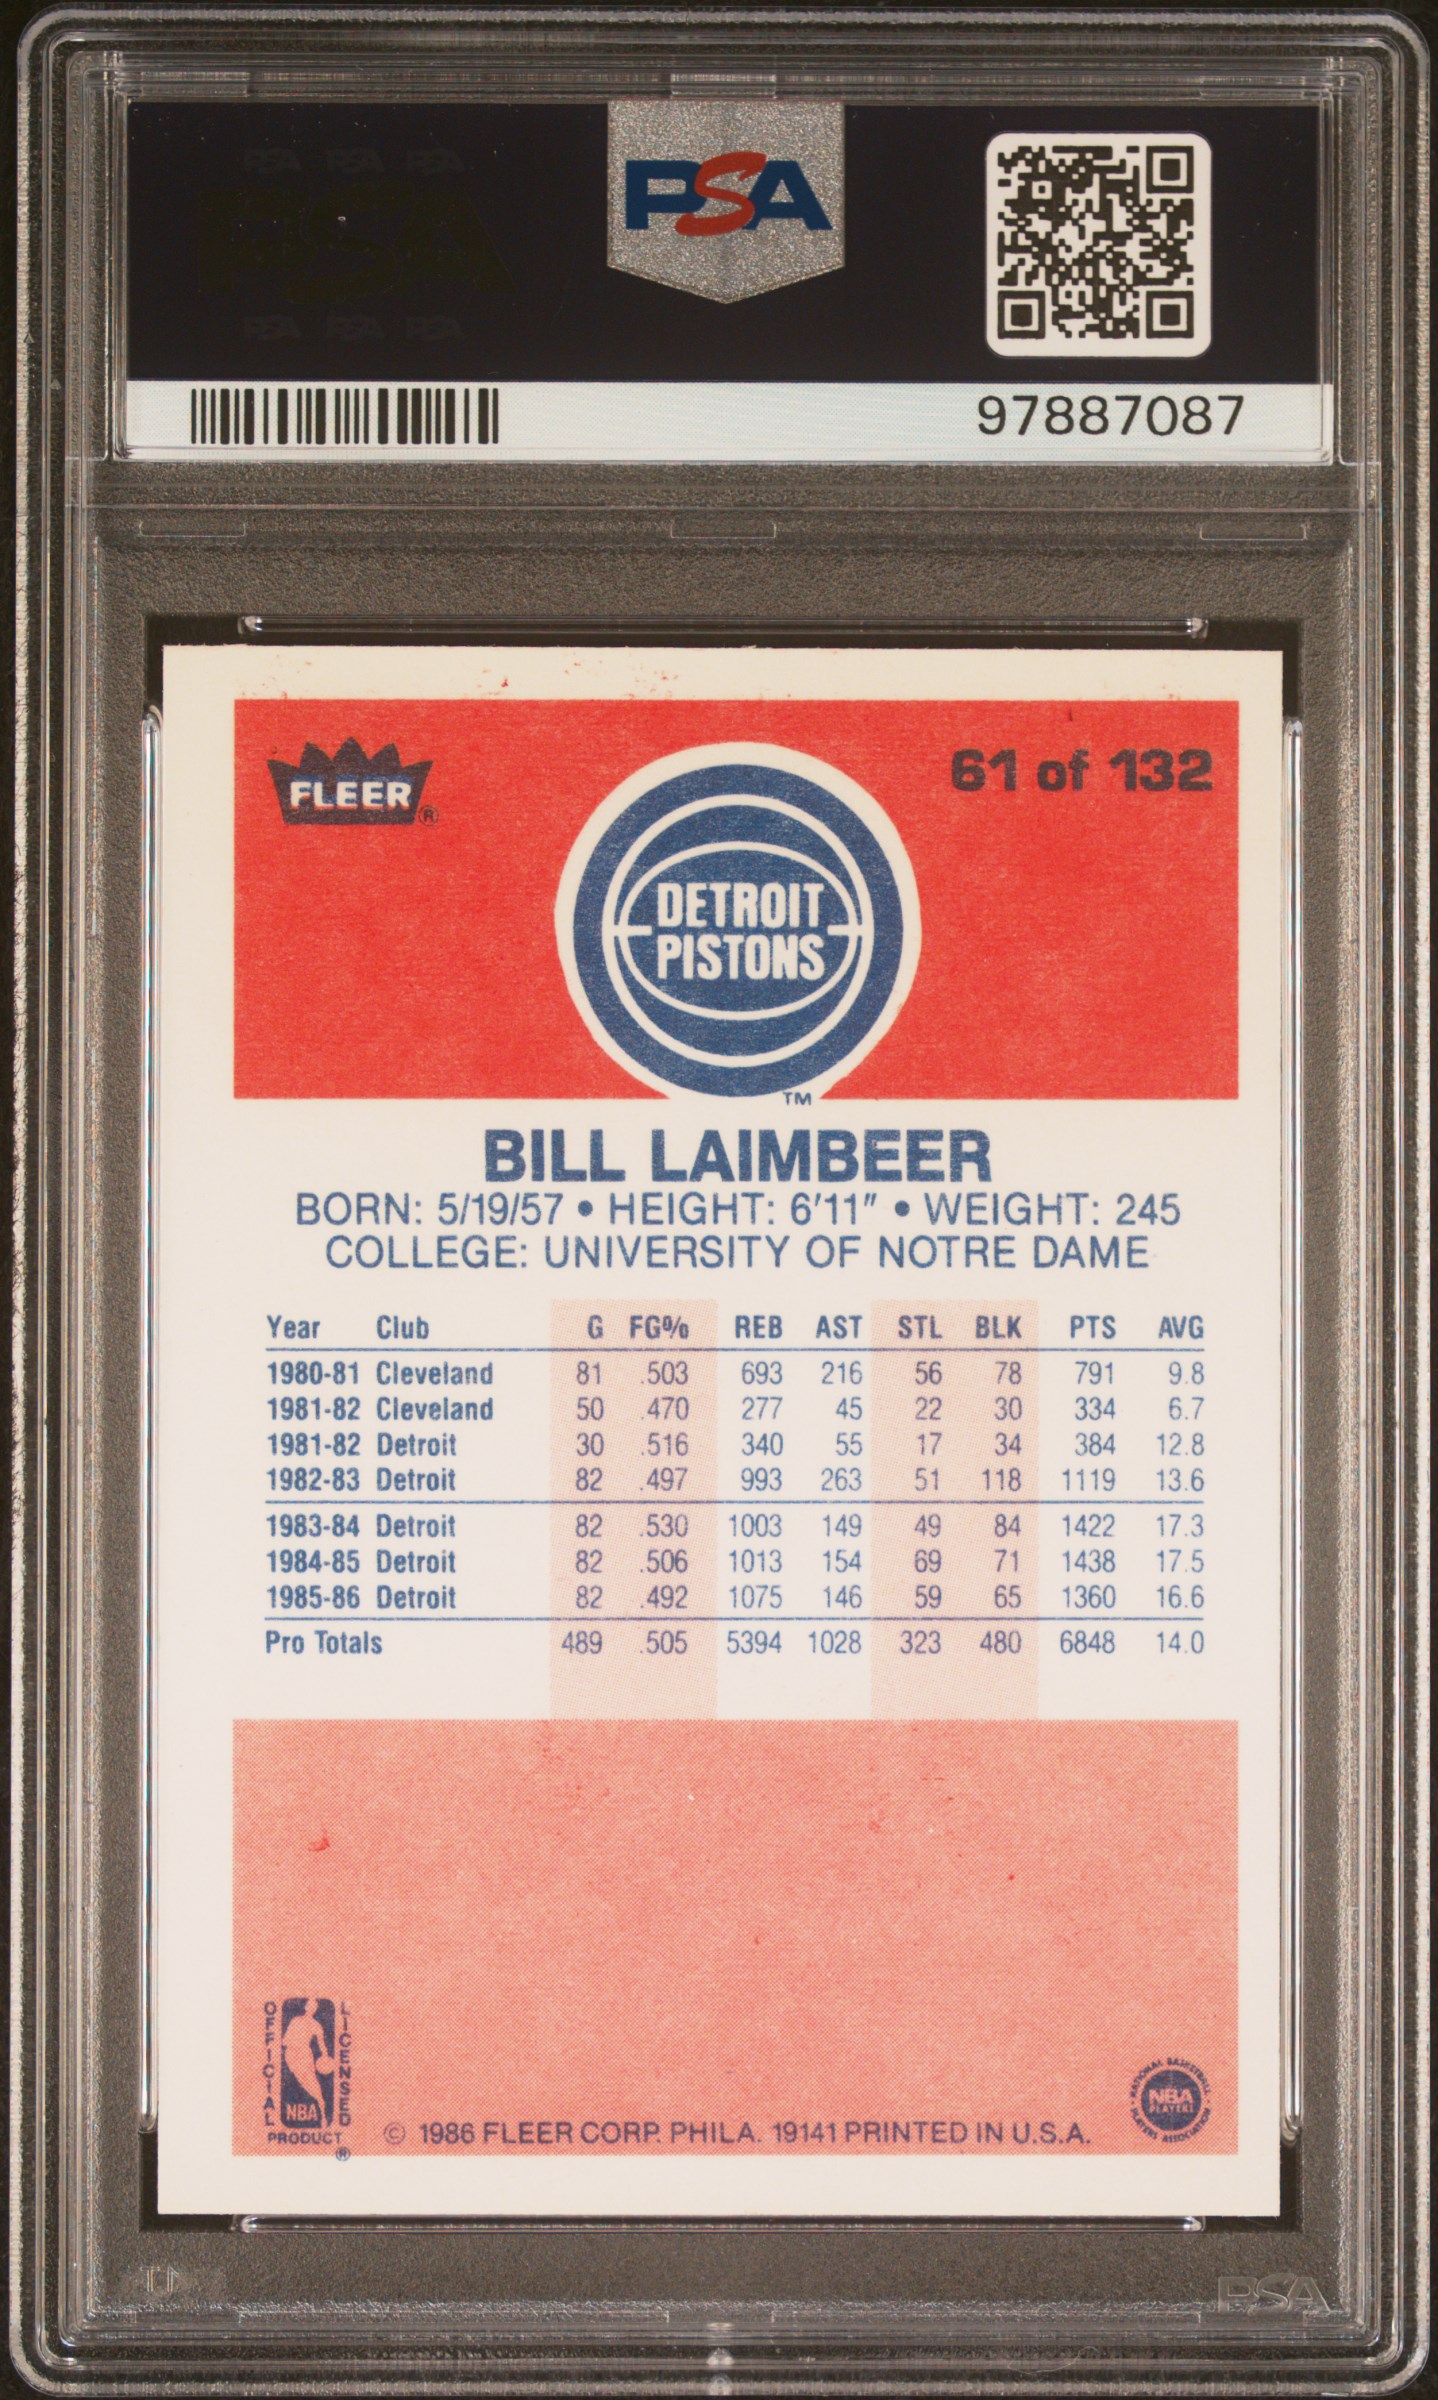 PSA
97887087
FLEER®
61 of 132
DETROIT
PISTONS
TM
BILL LAIMBEER
BORN: 5/19/57 • HEIGHT: 6'11" • WEIGHT: 245
COLLEGE: UNIVERSITY OF NOTRE DAME
Year Club G FG% REB AST STL BLK PTS AVG
1980-81 Cleveland 81 .503 693 216 56 78 791 9.8
1981-82 Cleveland 50 .470 277 45 22 30 334 6.7
1981-82 Detroit 30 .516 340 55 17 34 384 12.8
1982-83 Detroit 82 .497 993 263 51 118 1119 13.6
1983-84 Detroit 82 .530 1003 149 49 84 1422 17.3
1984-85 Detroit 82 .506 1013 154 69 71 1438 17.5
1985-86 Detroit 82 .492 1075 146 59 65 1360 16.6
Pro Totals 489 .505 5394 1028 323 480 6848 14.0
OFFICIAL LICENSED
NBA
PRODUCT
®
© 1986 FLEER CORP. PHILA. 19141 PRINTED IN U.S.A.
NATIONAL BASKETBALL
NBA
PLAYERS
PLAYERS ASSOCIATION
PSA